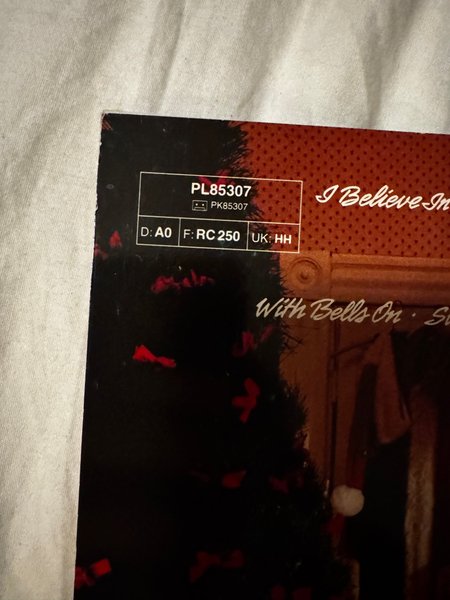 PL85307
PK85307
D: A0 F: RC 250 UK: HH
I Believe In
With Bells On ·